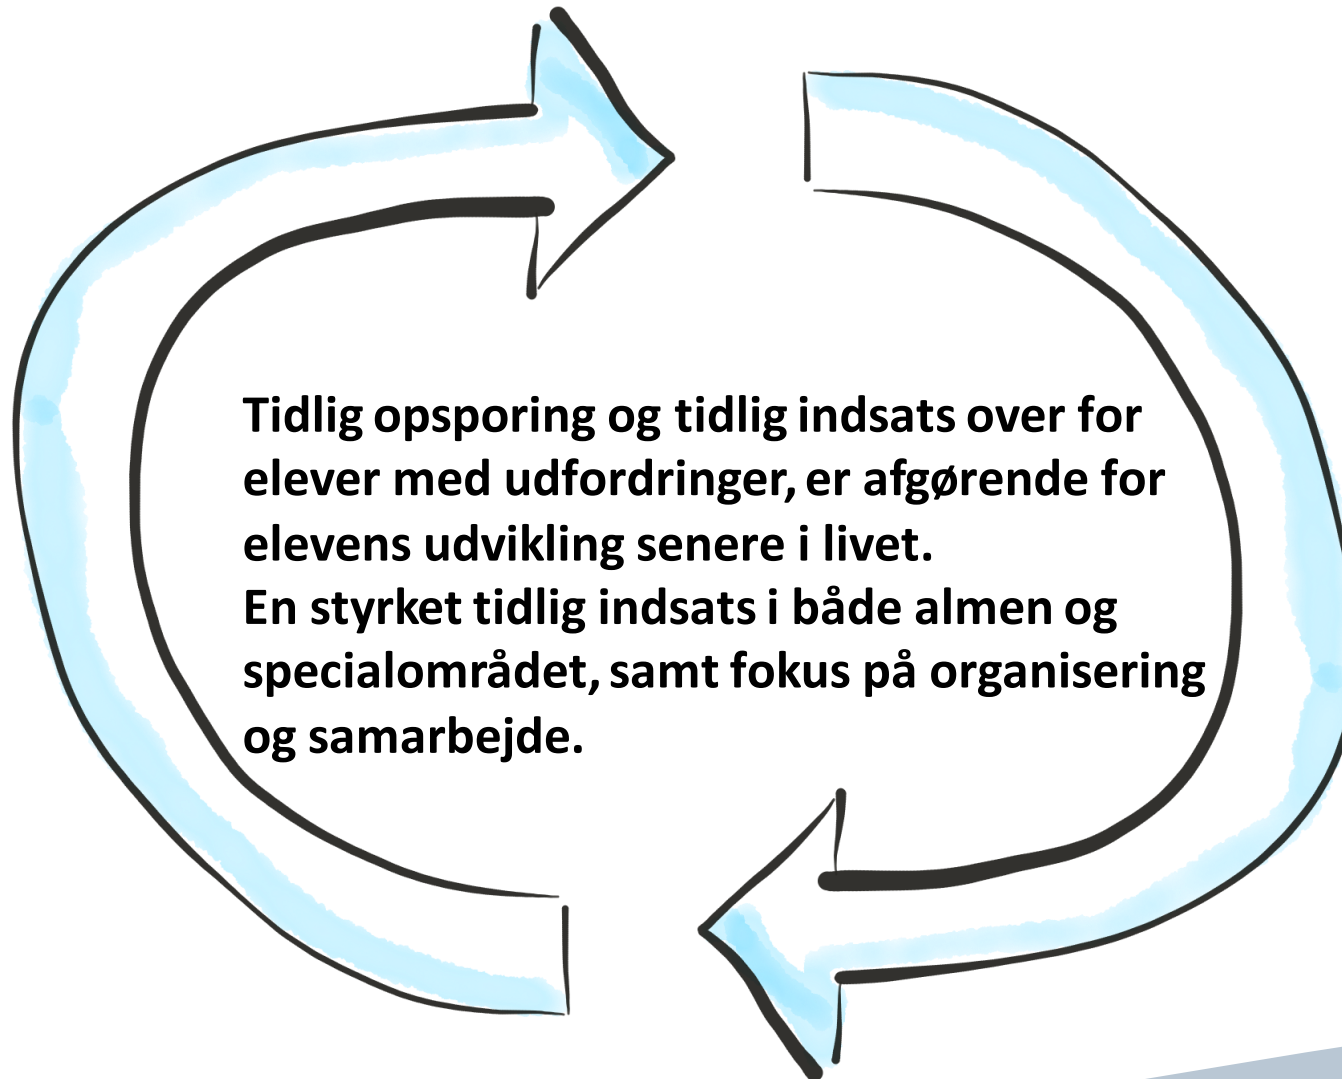 Tidlig opsporing og tidlig indsats over for
elever med udfordringer, er afgørende for
elevens udvikling senere i livet.
En styrket tidlig indsats i både almen og
specialområdet, samt fokus på organisering
og samarbejde.